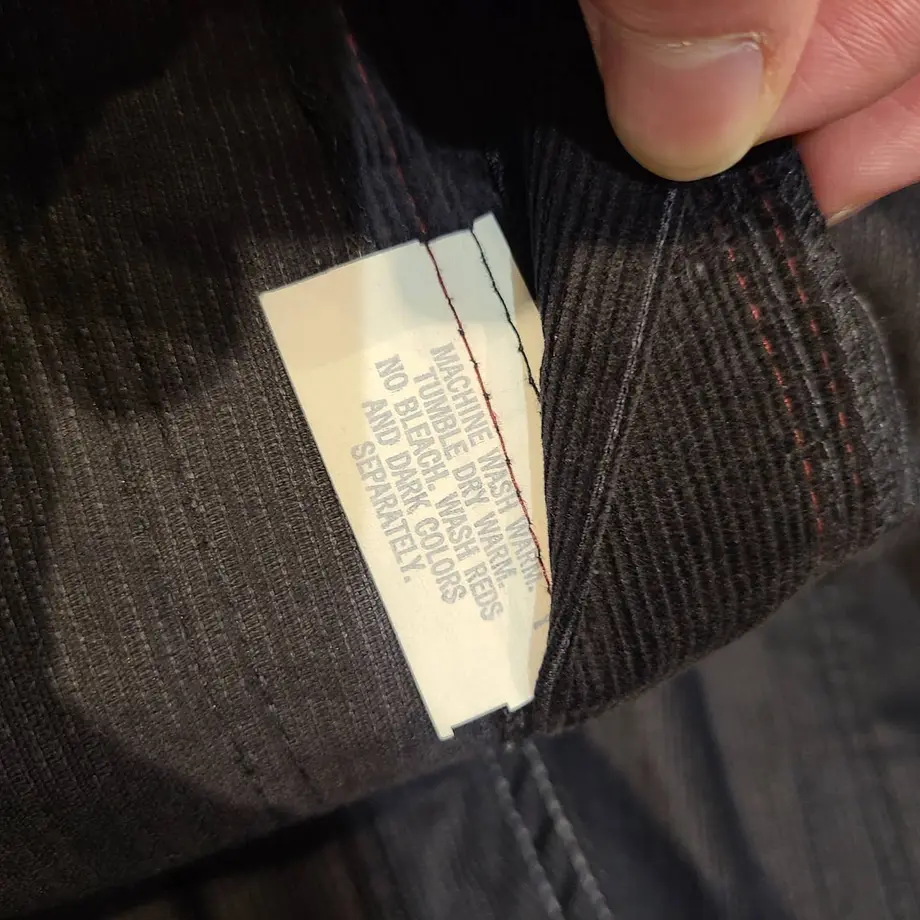 MACHINE WASH WARM.
TUMBLE DRY WARM.
NO BLEACH. WASH REDS
AND DARK COLORS
SEPARATELY.